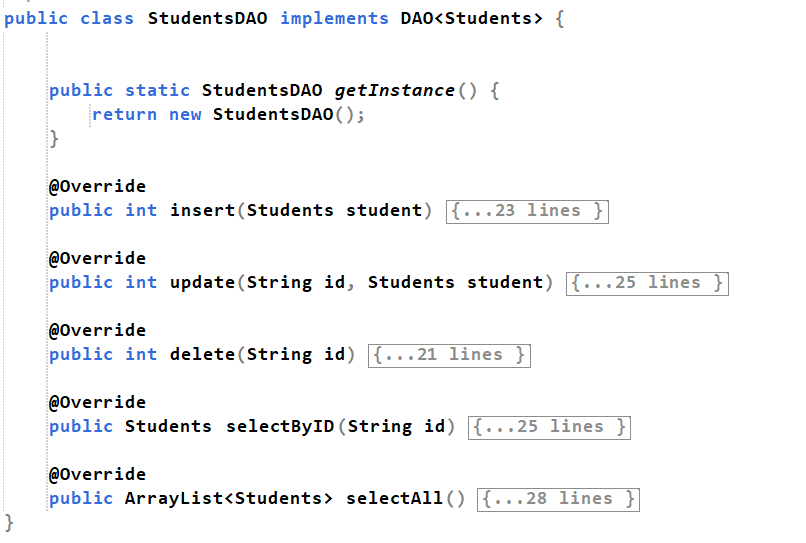 public class StudentsDAO implements DAO<Students> {
public static StudentsDAO getInstance() {
return new StudentsDAO();
}
@Override
public int insert(Students student) {...23 lines }
@Override
public int update(String id, Students student) {...25 lines }
@Override
public int delete(String id) {...21 lines }
@Override
public Students selectByID(String id) {...25 lines }
@Override
public ArrayList<Students> selectAll() {...28 lines }
}